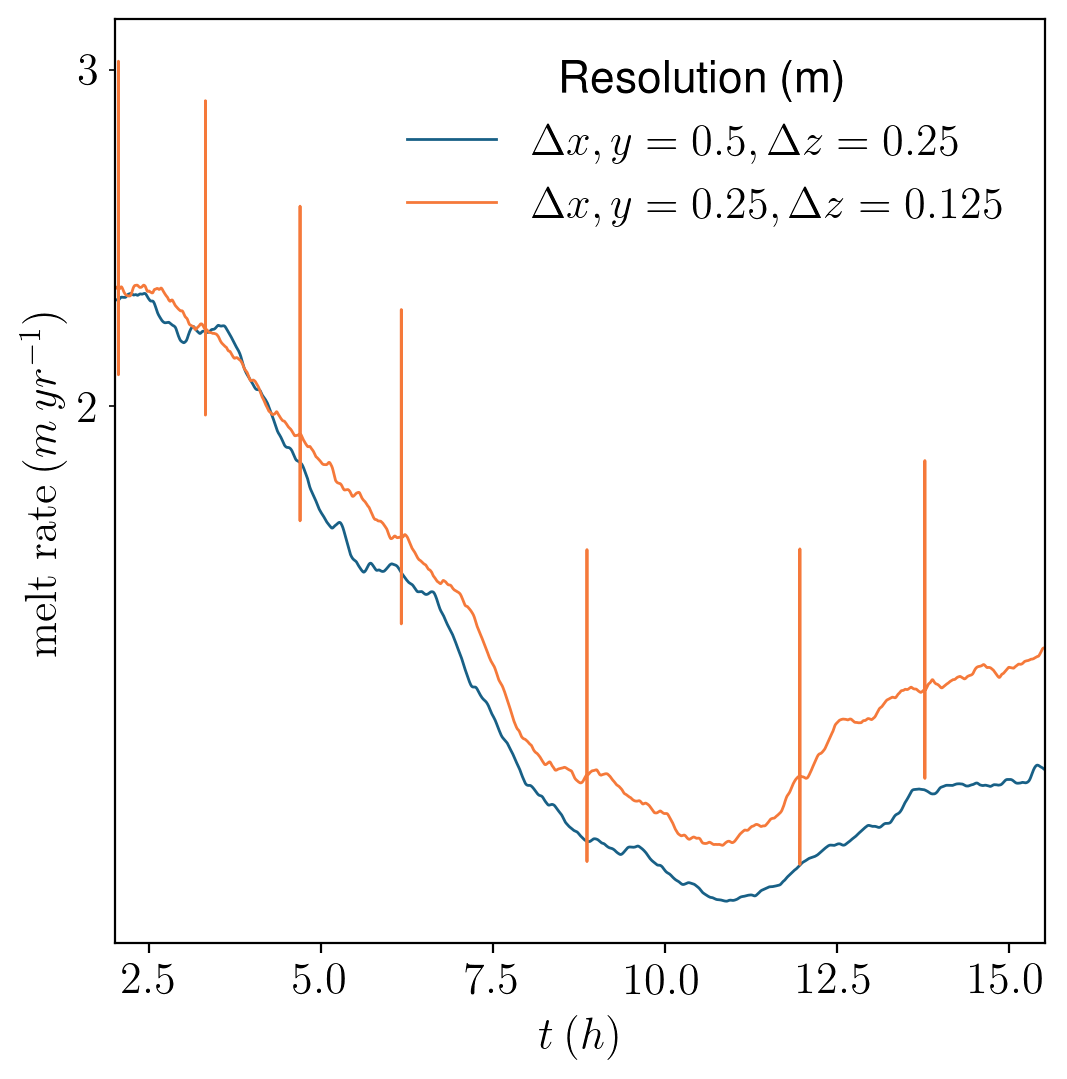 3
Resolution (m)
Δx, y = 0.5, Δz = 0.25
Δx, y = 0.25, Δz = 0.125
2
melt rate (m yr⁻¹)
2.5 5.0 7.5 10.0 12.5 15.0
t (h)